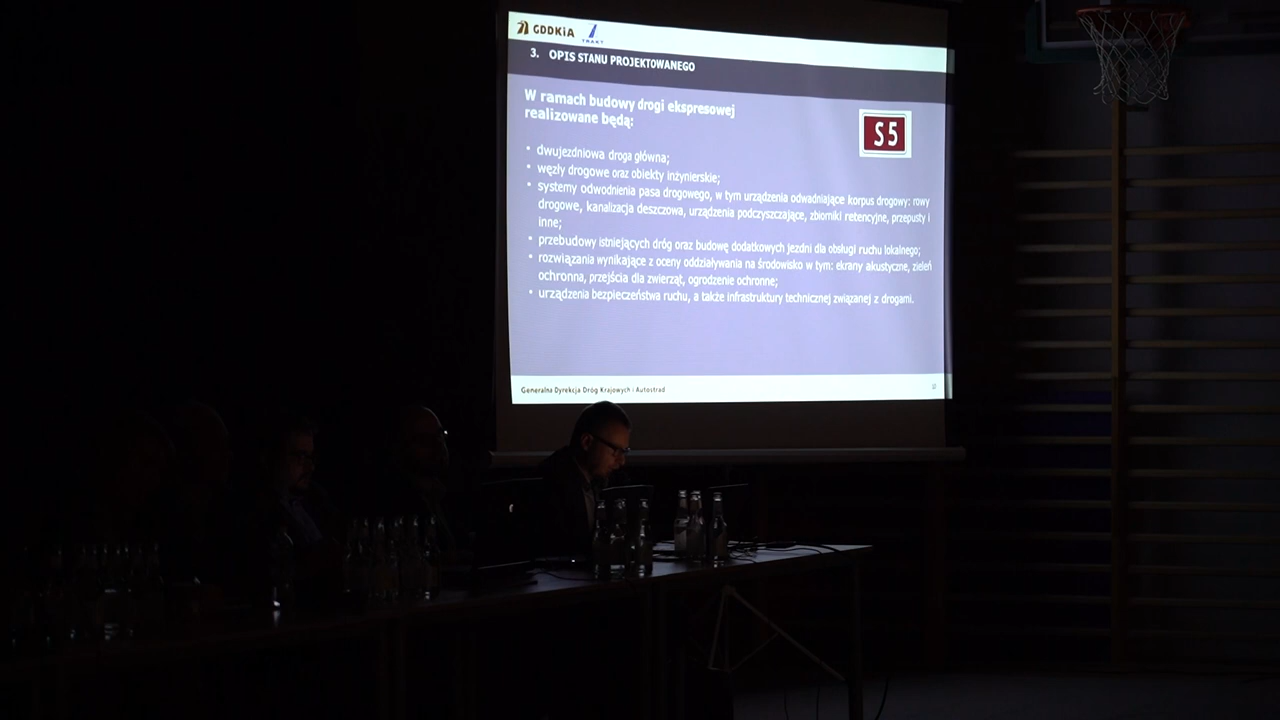 GDDKiA TRAKT
3. OPIS STANU PROJEKTOWANEGO
W ramach budowy drogi ekspresowej
realizowane będą:
S5
• dwujezdniowa droga główna;
• węzły drogowe oraz obiekty inżynierskie;
• systemy odwodnienia pasa drogowego, w tym urządzenia odwadniające korpus drogowy: rowy
drogowe, kanalizacja deszczowa, urządzenia podczyszczające, zbiorniki retencyjne, przepusty i
inne;
• przebudowy istniejących dróg oraz budowę dodatkowych jezdni dla obsługi ruchu lokalnego;
• rozwiązania wynikające z oceny oddziaływania na środowisko w tym: ekrany akustyczne, zieleń
ochronna, przejścia dla zwierząt, ogrodzenie ochronne;
• urządzenia bezpieczeństwa ruchu, a także infrastruktury technicznej związanej z drogami.
Generalna Dyrekcja Dróg Krajowych i Autostrad